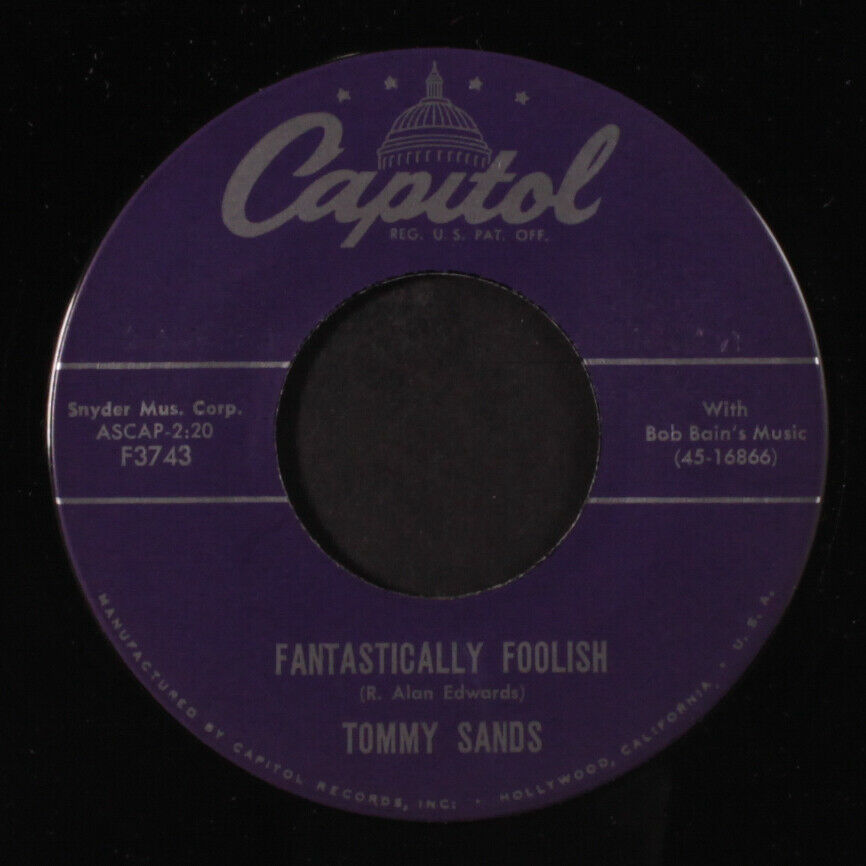 Capitol
REG. U. S. PAT. OFF.
Snyder Mus. Corp.
ASCAP-2:20
F3743
With
Bob Bain's Music
(45-16866)
FANTASTICALLY FOOLISH
(R. Alan Edwards)
TOMMY SANDS
MANUFACTURED BY CAPITOL RECORDS, INC. • HOLLYWOOD, CALIFORNIA, • U. S. A.